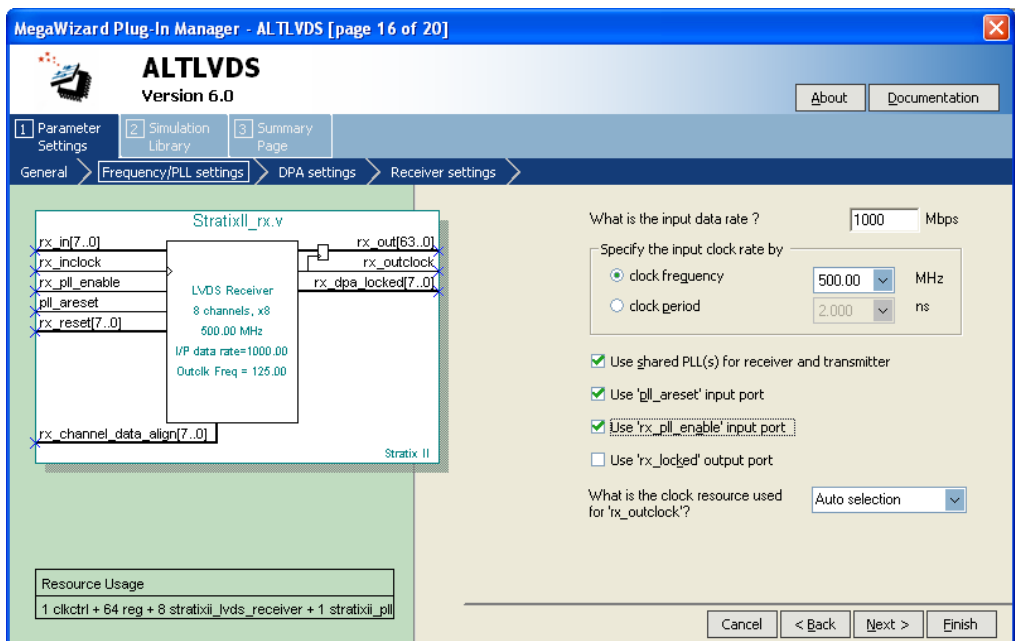 MegaWizard Plug-In Manager - ALTLVDS [page 16 of 20]
ALTLVDS
Version 6.0
About
Documentation
1 Parameter Settings
2 Simulation Library
3 Summary Page
General
Frequency/PLL settings
DPA settings
Receiver settings
StratixII_rx.v
rx_in[7..0]
rx_inclock
rx_pll_enable
pll_areset
rx_reset[7..0]
rx_channel_data_align[7..0]
LVDS Receiver
8 channels, x8
500.00 MHz
I/P data rate=1000.00
Outclk Freq = 125.00
rx_out[63..0]
rx_outclock
rx_dpa_locked[7..0]
Stratix II
Resource Usage
1 clkctrl + 64 reg + 8 stratixii_lvds_receiver + 1 stratixii_pll
What is the input data rate ?
1000
Mbps
Specify the input clock rate by
clock frequency
500.00
MHz
clock period
2.000
ns
Use shared PLL(s) for receiver and transmitter
Use 'pll_areset' input port
Use 'rx_pll_enable' input port
Use 'rx_locked' output port
What is the clock resource used
for 'rx_outclock'?
Auto selection
Cancel
< Back
Next >
Finish